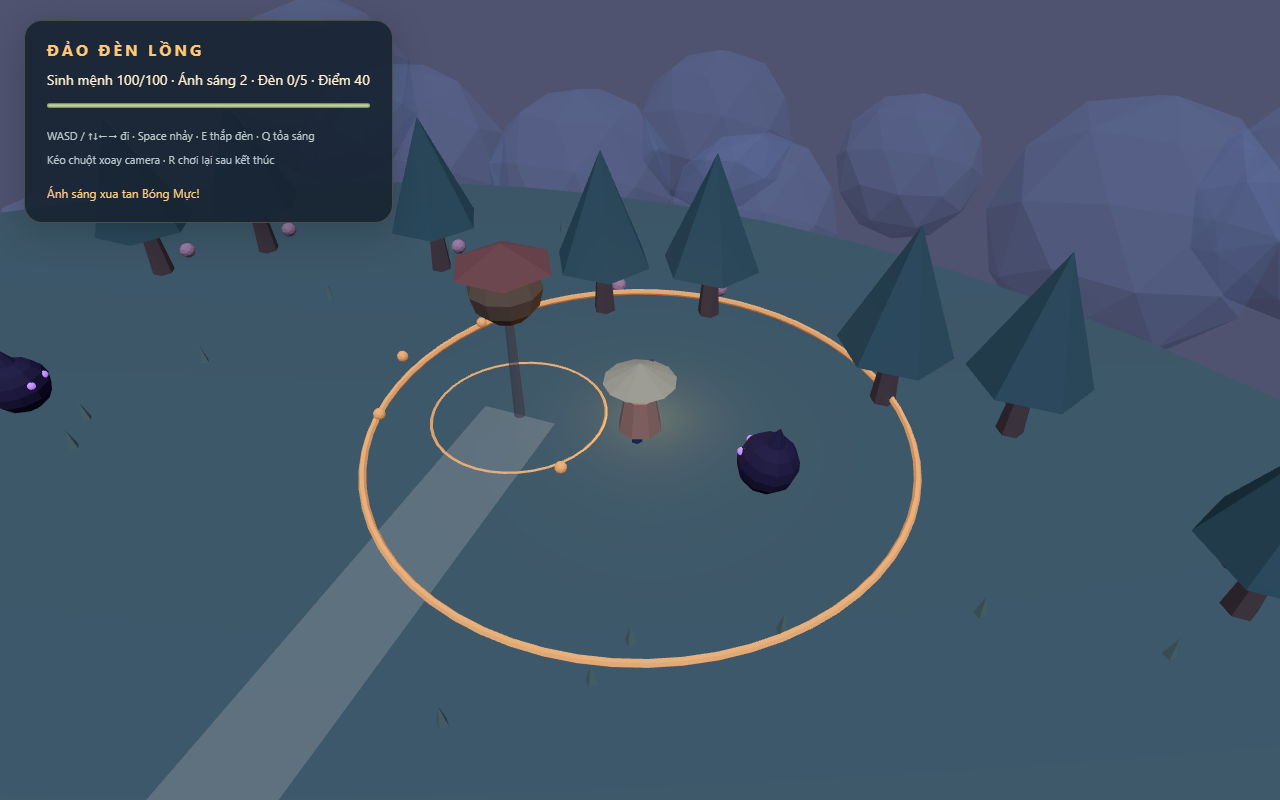 ĐẢO ĐÈN LỒNG
Sinh mệnh 100/100 · Ánh sáng 2 · Đèn 0/5 · Điểm 40
WASD / ↑↓←→ đi · Space nhảy · E thắp đèn · Q tỏa sáng
Kéo chuột xoay camera · R chơi lại sau kết thúc
Ánh sáng xua tan Bóng Mực!